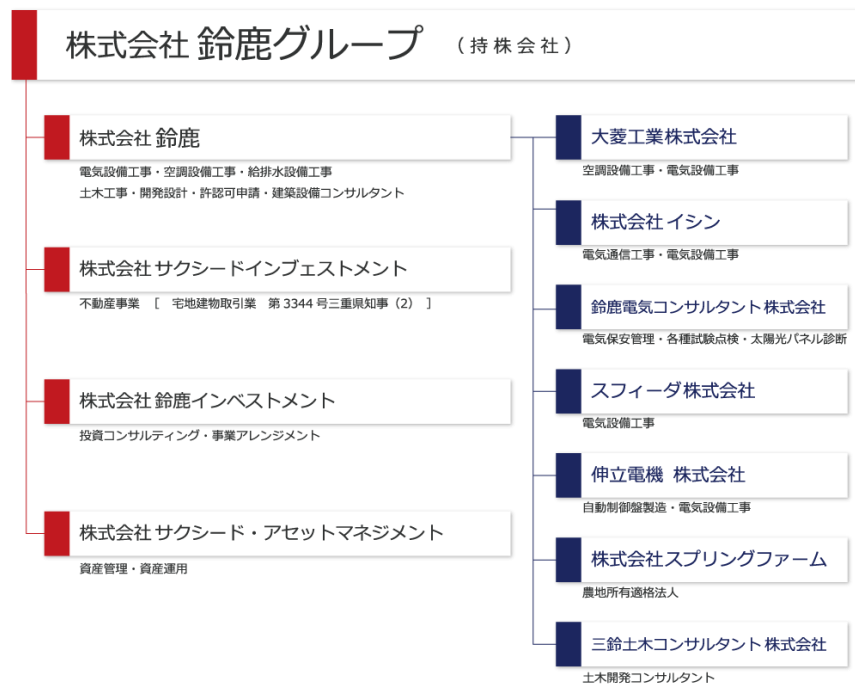 株式会社 鈴鹿グループ （持株会社）
株式会社 鈴鹿
電気設備工事・空調設備工事・給排水設備工事
土木工事・開発設計・許認可申請・建築設備コンサルタント
株式会社 サクシードインヴェストメント
不動産事業 ［ 宅地建物取引業 第 3344 号三重県知事（2） ］
株式会社 鈴鹿インベストメント
投資コンサルティング・事業アレンジメント
株式会社 サクシード・アセットマネジメント
資産管理・資産運用
大菱工業株式会社
空調設備工事・電気設備工事
株式会社 イシン
電気通信工事・電気設備工事
鈴鹿電気コンサルタント 株式会社
電気保安管理・各種試験点検・太陽光パネル診断
スフィーダ 株式会社
電気設備工事
伸立電機 株式会社
自動制御盤製造・電気設備工事
株式会社スプリングファーム
農地所有適格法人
三鈴土木コンサルタント 株式会社
土木開発コンサルタント